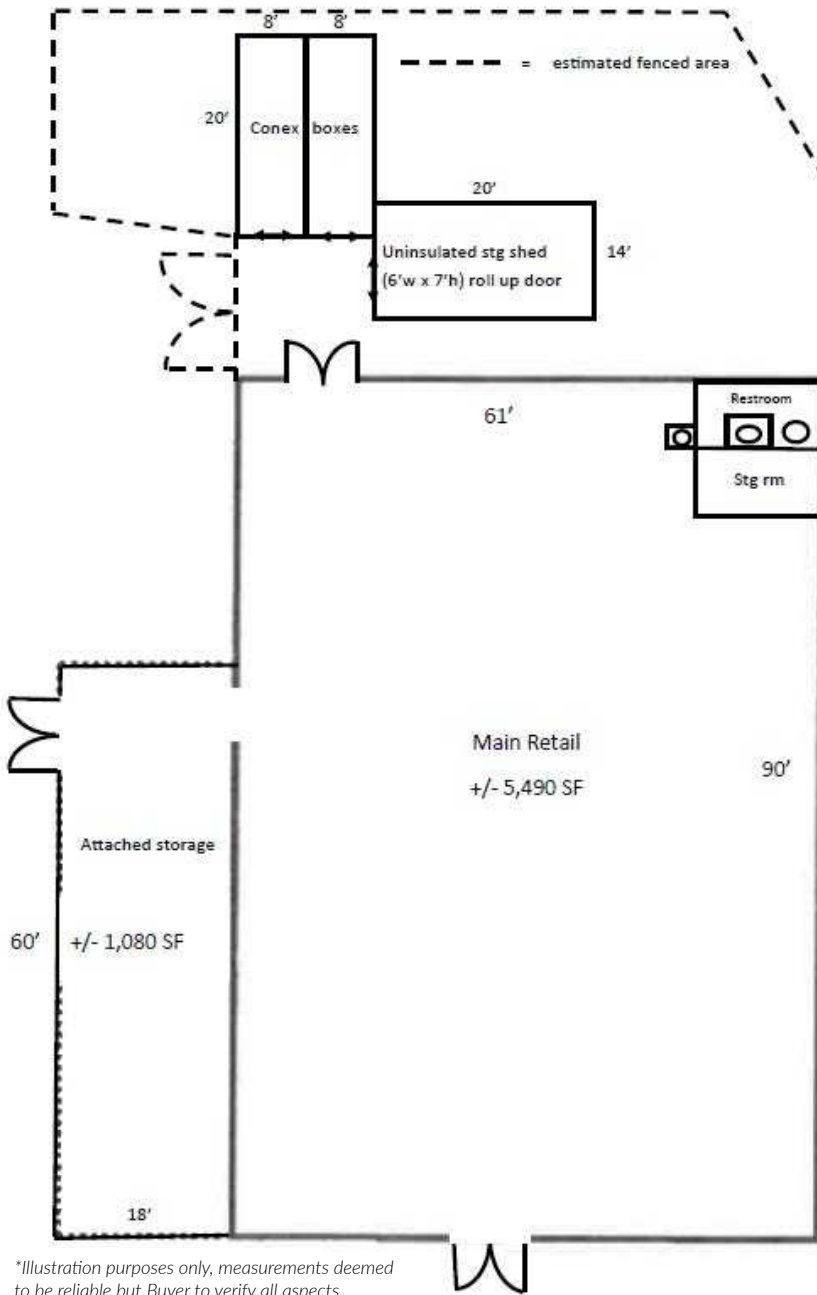 8' 8'
= estimated fenced area
20'
Conex boxes
20'
Uninsulated stg shed
(6'w x 7'h) roll up door
14'
61'
Restroom
Stg rm
Main Retail
+/- 5,490 SF
90'
Attached storage
60'
+/- 1,080 SF
18'
*Illustration purposes only, measurements deemed
to be reliable but Buyer to verify all aspects